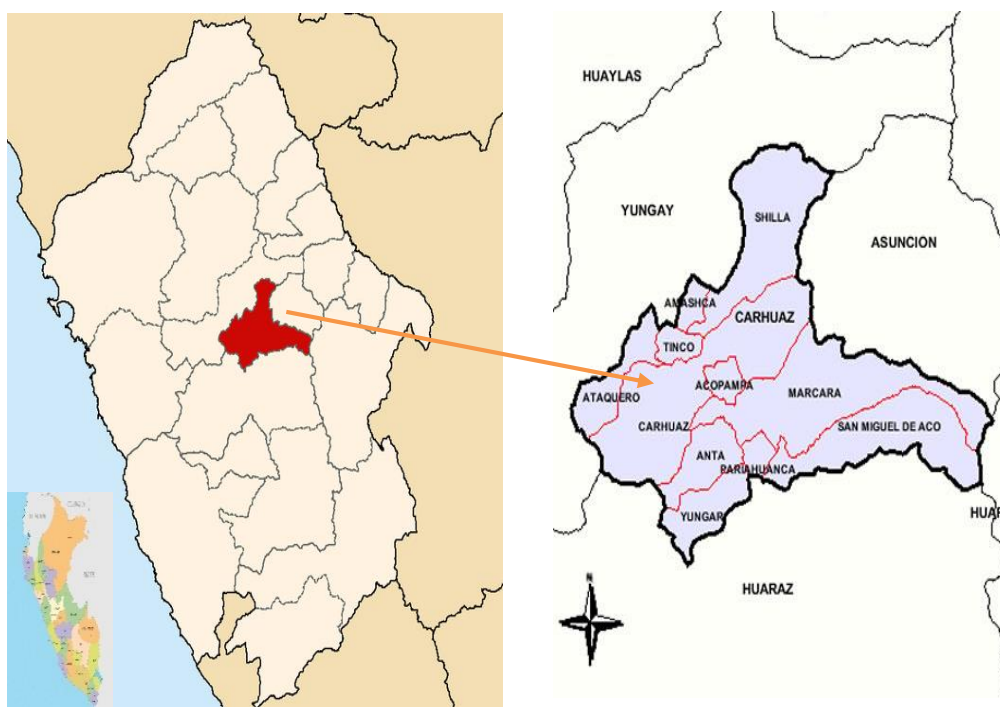 HUAYLAS
YUNGAY
SHILLA
ASUNCION
AMASHCA
CARHUAZ
TINCO
ACOPAMPA
MARCARA
ATAQUERO
CARHUAZ
SAN MIGUEL DE ACO
ANTA
PARIAHUANCA
YUNGAR
HUAR
HUARAZ
N